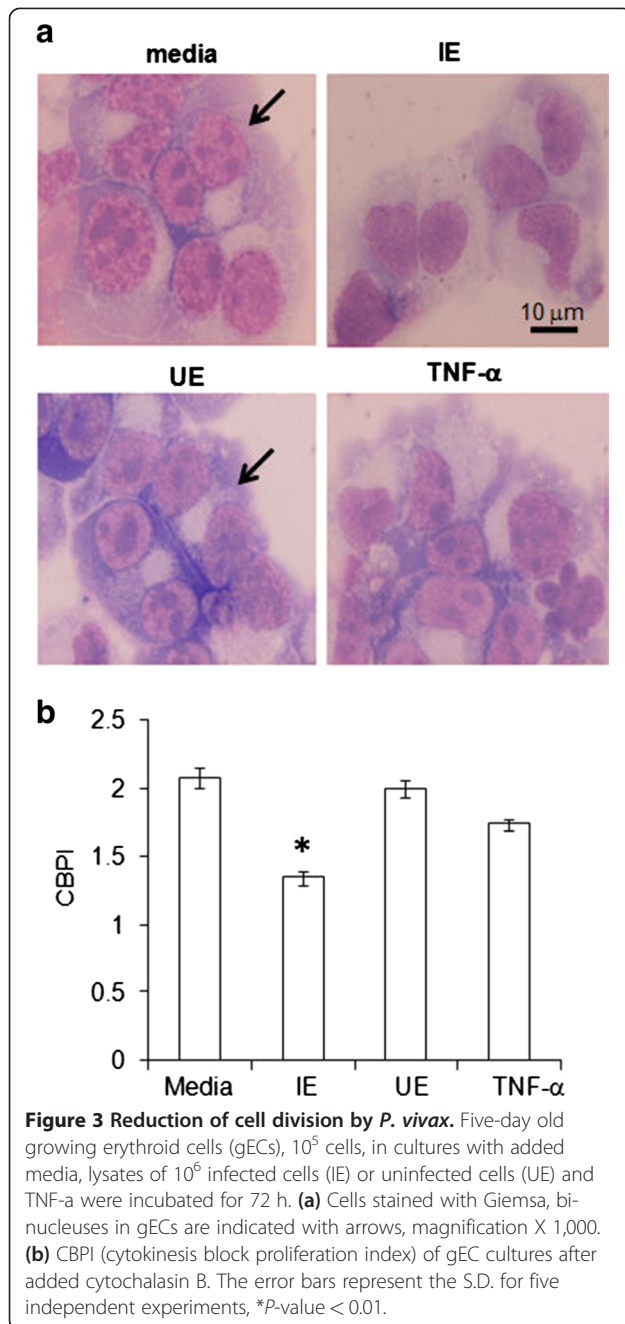 a
media
IE
10 µm
UE
TNF-α
b
2.5
2
1.5
1
0.5
0
CBPI
*
Media
IE
UE
TNF-α
Figure 3 Reduction of cell division by P. vivax. Five-day old
growing erythroid cells (gECs), 10⁵ cells, in cultures with added
media, lysates of 10⁶ infected cells (IE) or uninfected cells (UE) and
TNF-a were incubated for 72 h. (a) Cells stained with Giemsa, bi-
nucleuses in gECs are indicated with arrows, magnification X 1,000.
(b) CBPI (cytokinesis block proliferation index) of gEC cultures after
added cytochalasin B. The error bars represent the S.D. for five
independent experiments, *P-value < 0.01.